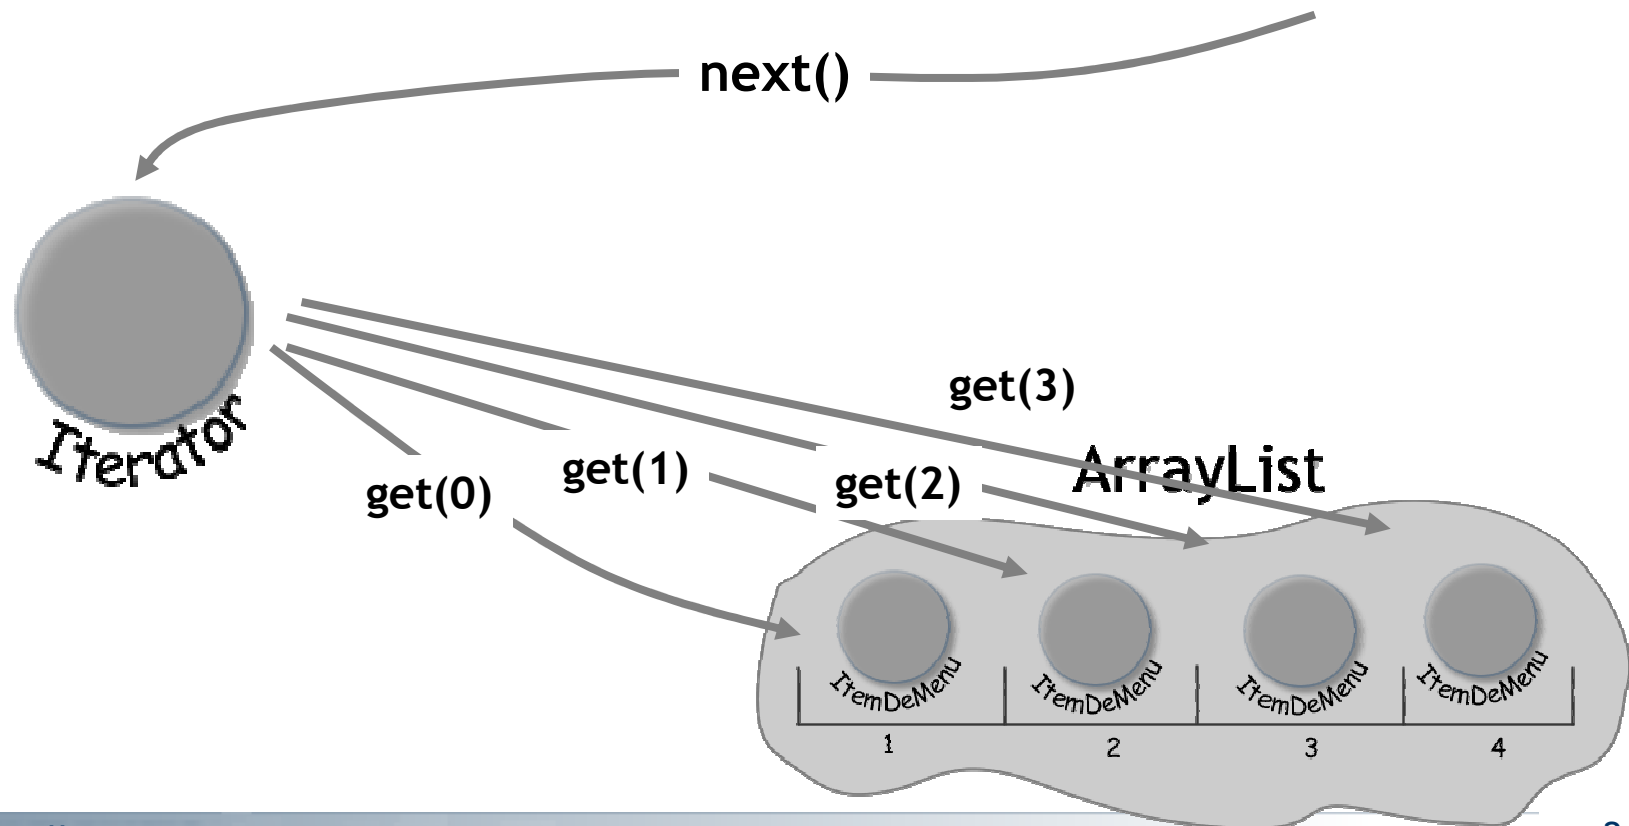 next()
Iterator
get(3)
ArrayList
get(0)
get(1)
get(2)
ItemDeMenu
ItemDeMenu
ItemDeMenu
ItemDeMenu
1
2
3
4